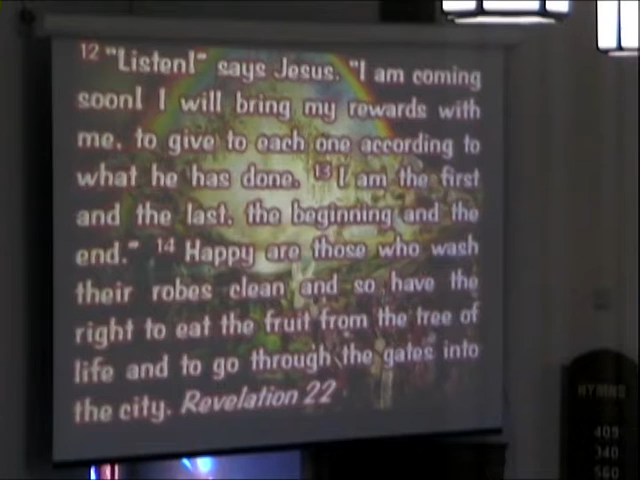 12 "Listen!" says Jesus. "I am coming
soon! I will bring my rewards with
me, to give to each one according to
what he has done. 13 I am the first
and the last, the beginning and the
end." 14 Happy are those who wash
their robes clean and so have the
right to eat the fruit from the tree of
life and to go through the gates into
the city. Revelation 22
HYMNS
409
340
560